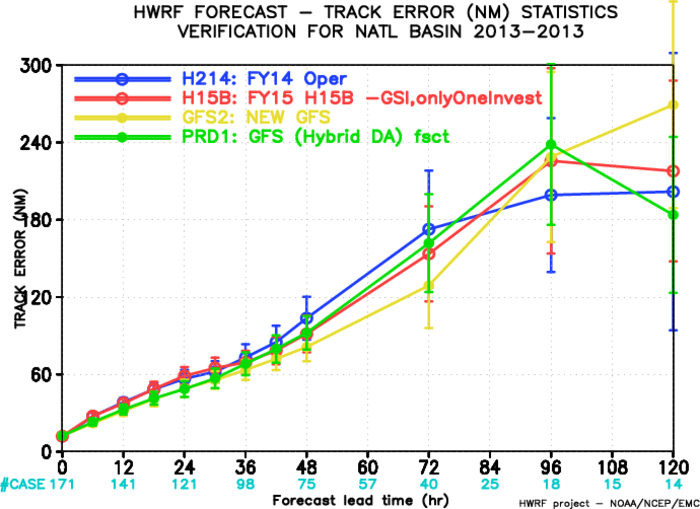 HWRF FORECAST – TRACK ERROR (NM) STATISTICS
VERIFICATION FOR NATL BASIN 2013–2013
300
H214: FY14 Oper
H15B: FY15 H15B –GSI,onlyOneInvest
GFS2: NEW GFS
PRD1: GFS (Hybrid DA) fsct
240
180
120
60
0
TRACK ERROR (NM)
0 12 24 36 48 60 72 84 96 108 120
#CASE 171 141 121 98 75 57 40 25 18 15 14
Forecast lead time (hr)
HWRF project – NOAA/NCEP/EMC